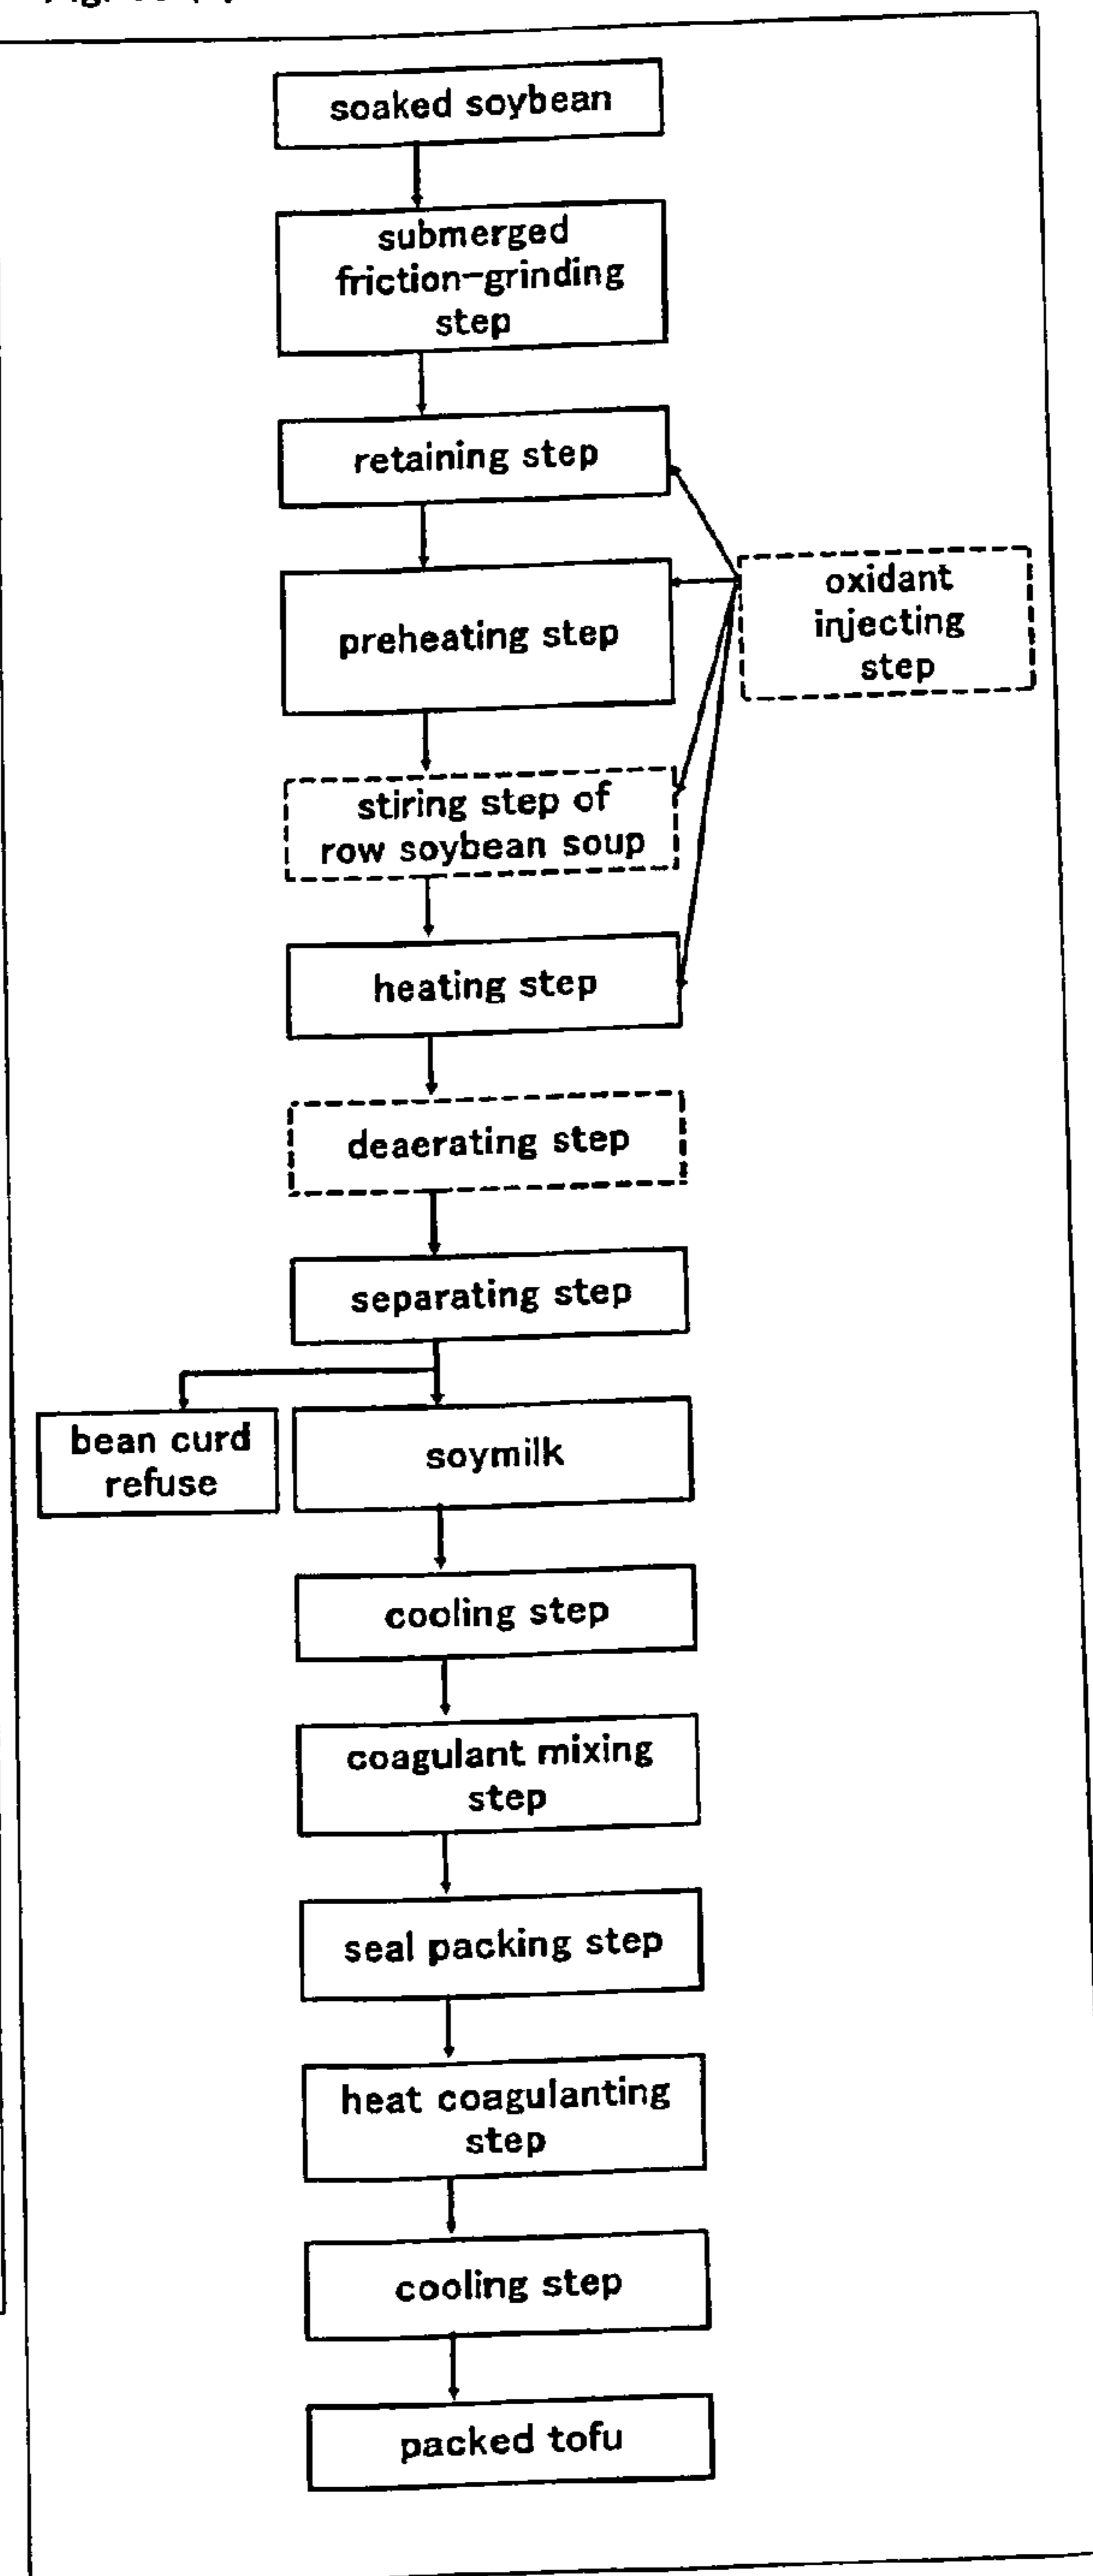 soaked soybean
submerged
friction-grinding
step
retaining step
preheating step
oxidant
injecting
step
stiring step of
row soybean soup
heating step
deaerating step
separating step
bean curd
refuse
soymilk
cooling step
coagulant mixing
step
seal packing step
heat coagulanting
step
cooling step
packed tofu